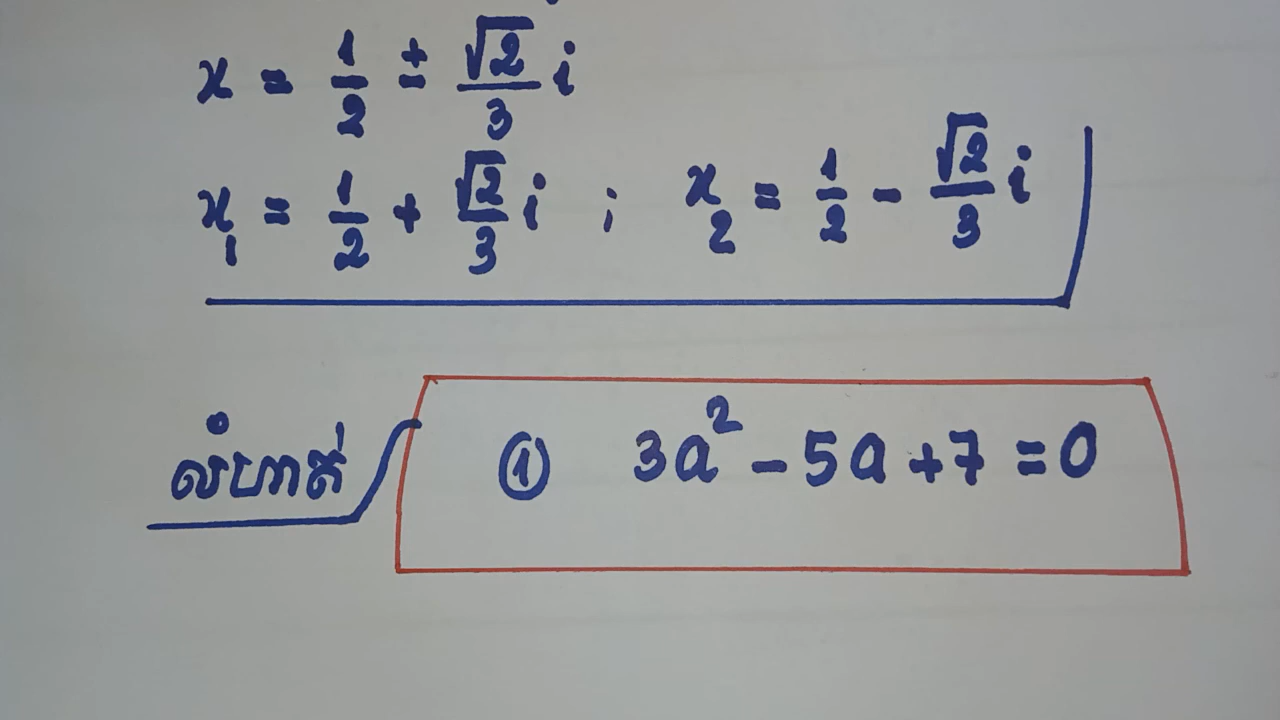 x = 1/2 ± √2/3 i
x₁ = 1/2 + √2/3 i ; x₂ = 1/2 - √2/3 i
លំហាត់ ① 3a² - 5a + 7 = 0